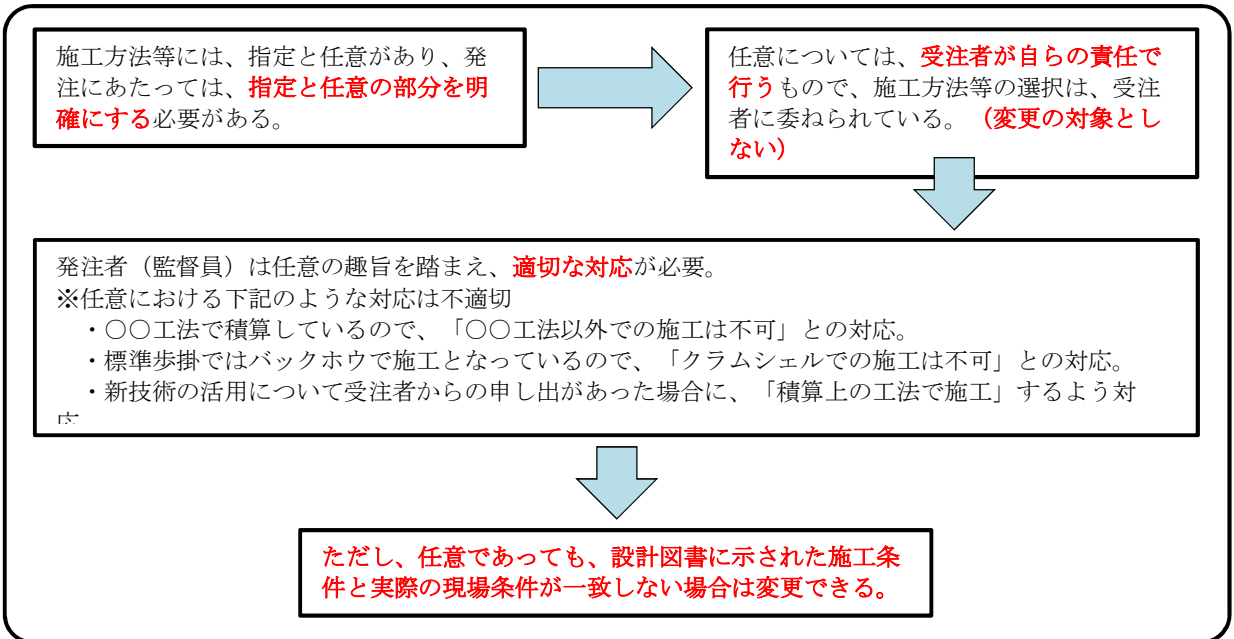 施工方法等には、指定と任意があり、発
注にあたっては、指定と任意の部分を明
確にする必要がある。
任意については、受注者が自らの責任で
行うもので、施工方法等の選択は、受注
者に委ねられている。（変更の対象とし
ない）
発注者（監督員）は任意の趣旨を踏まえ、適切な対応が必要。
※任意における下記のような対応は不適切
・〇〇工法で積算しているので、「〇〇工法以外での施工は不可」との対応。
・標準歩掛ではバックホウで施工となっているので、「クラムシェルでの施工は不可」との対応。
・新技術の活用について受注者からの申し出があった場合に、「積算上の工法で施工」するよう対
ただし、任意であっても、設計図書に示された施工条
件と実際の現場条件が一致しない場合は変更できる。